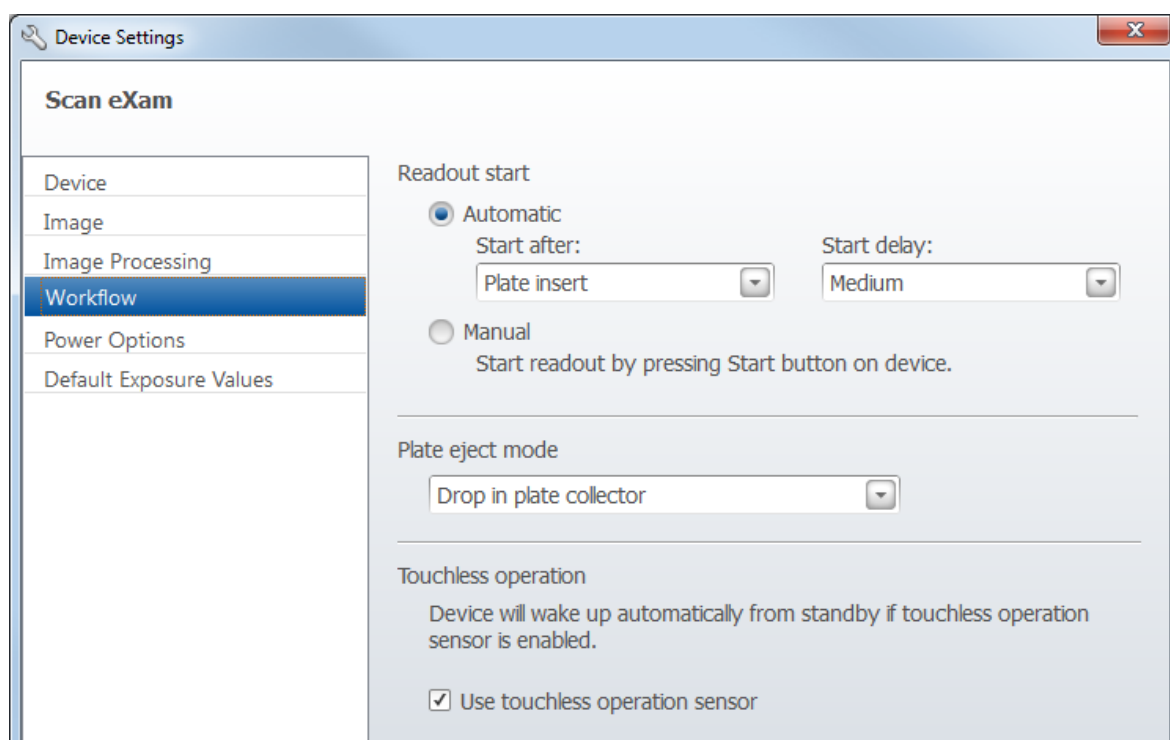 Device Settings
Scan eXam
Device
Image
Image Processing
Workflow
Power Options
Default Exposure Values
Readout start
Automatic
Start after: Start delay:
Plate insert Medium
Manual
Start readout by pressing Start button on device.
Plate eject mode
Drop in plate collector
Touchless operation
Device will wake up automatically from standby if touchless operation
sensor is enabled.
Use touchless operation sensor